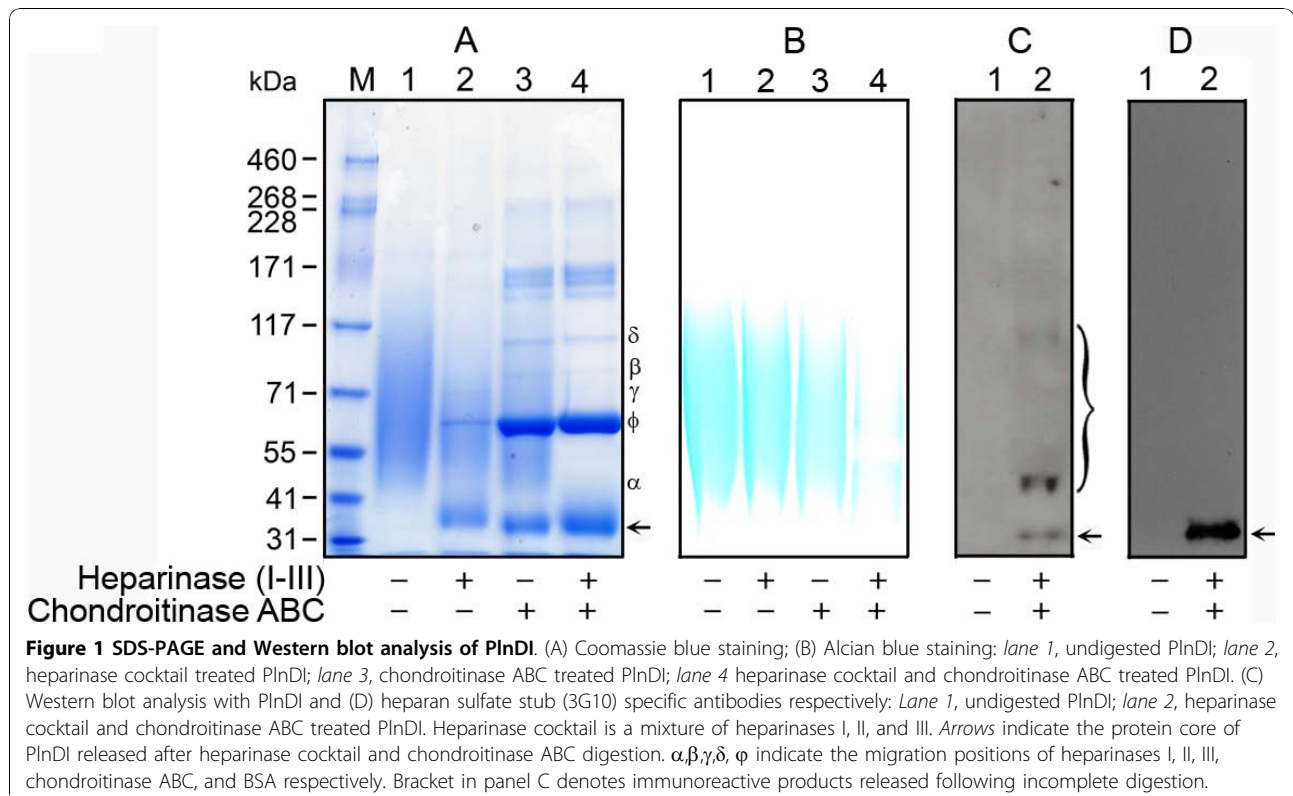 A B C D
kDa M 1 2 3 4 1 2 3 4 1 2 1 2
460
268
228
171
117
71
55
41
31
δ
β
γ
ϕ
α
Heparinase (I-III) − + − + − + − + − + − +
Chondroitinase ABC − − + + − − + + − + − +
Figure 1 SDS-PAGE and Western blot analysis of PlnDI. (A) Coomassie blue staining; (B) Alcian blue staining: lane 1, undigested PlnDI; lane 2,
heparinase cocktail treated PlnDI; lane 3, chondroitinase ABC treated PlnDI; lane 4 heparinase cocktail and chondroitinase ABC treated PlnDI. (C)
Western blot analysis with PlnDI and (D) heparan sulfate stub (3G10) specific antibodies respectively: Lane 1, undigested PlnDI; lane 2, heparinase
cocktail and chondroitinase ABC treated PlnDI. Heparinase cocktail is a mixture of heparinases I, II, and III. Arrows indicate the protein core of
PlnDI released after heparinase cocktail and chondroitinase ABC digestion. α,β,γ,δ, φ indicate the migration positions of heparinases I, II, III,
chondroitinase ABC, and BSA respectively. Bracket in panel C denotes immunoreactive products released following incomplete digestion.